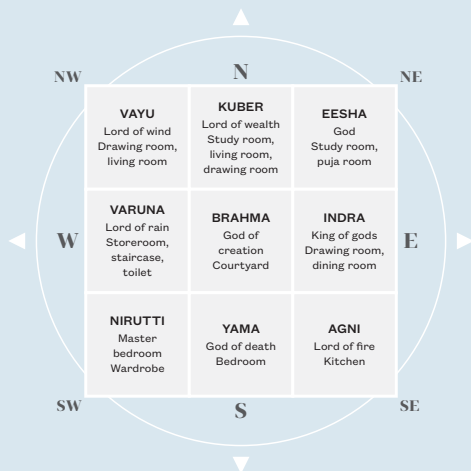 N
NW
NE
VAYU
Lord of wind
Drawing room,
living room
KUBER
Lord of wealth
Study room,
living room,
drawing room
EESHA
God
Study room,
puja room
W
VARUNA
Lord of rain
Storeroom,
staircase,
toilet
BRAHMA
God of
creation
Courtyard
INDRA
King of gods
Drawing room,
dining room
E
NIRUTTI
Master
bedroom
Wardrobe
YAMA
God of death
Bedroom
AGNI
Lord of fire
Kitchen
SW
S
SE